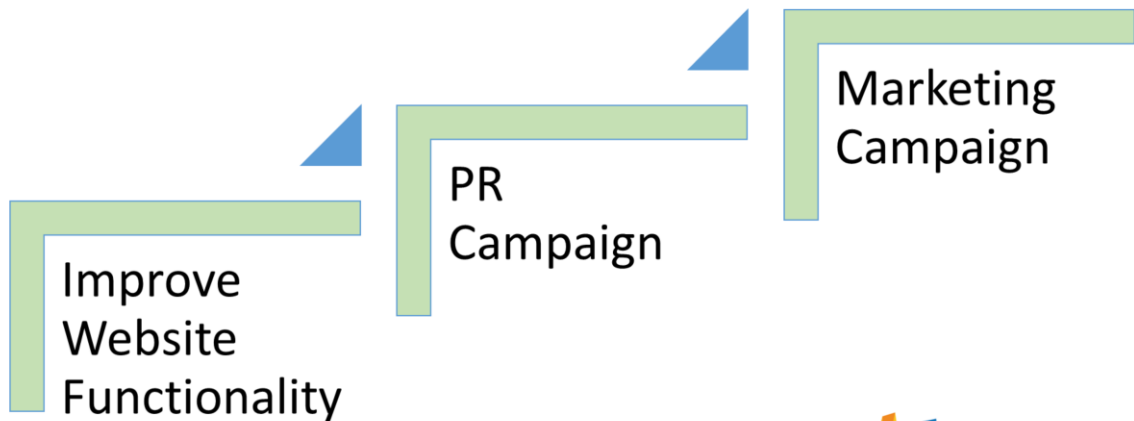 Improve
Website
Functionality
PR
Campaign
Marketing
Campaign